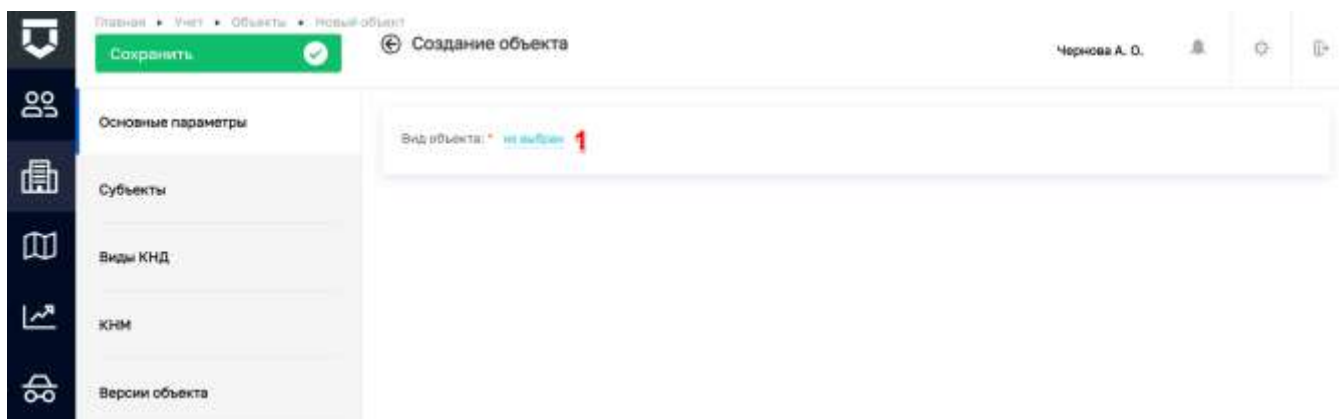 Главная • Учет • Объекты • Новый объект
Сохранить
Создание объекта
Чернова А. О.
Основные параметры
Вид объекта: * не выбран 1
Субъекты
Виды КНД
КНМ
Версии объекта